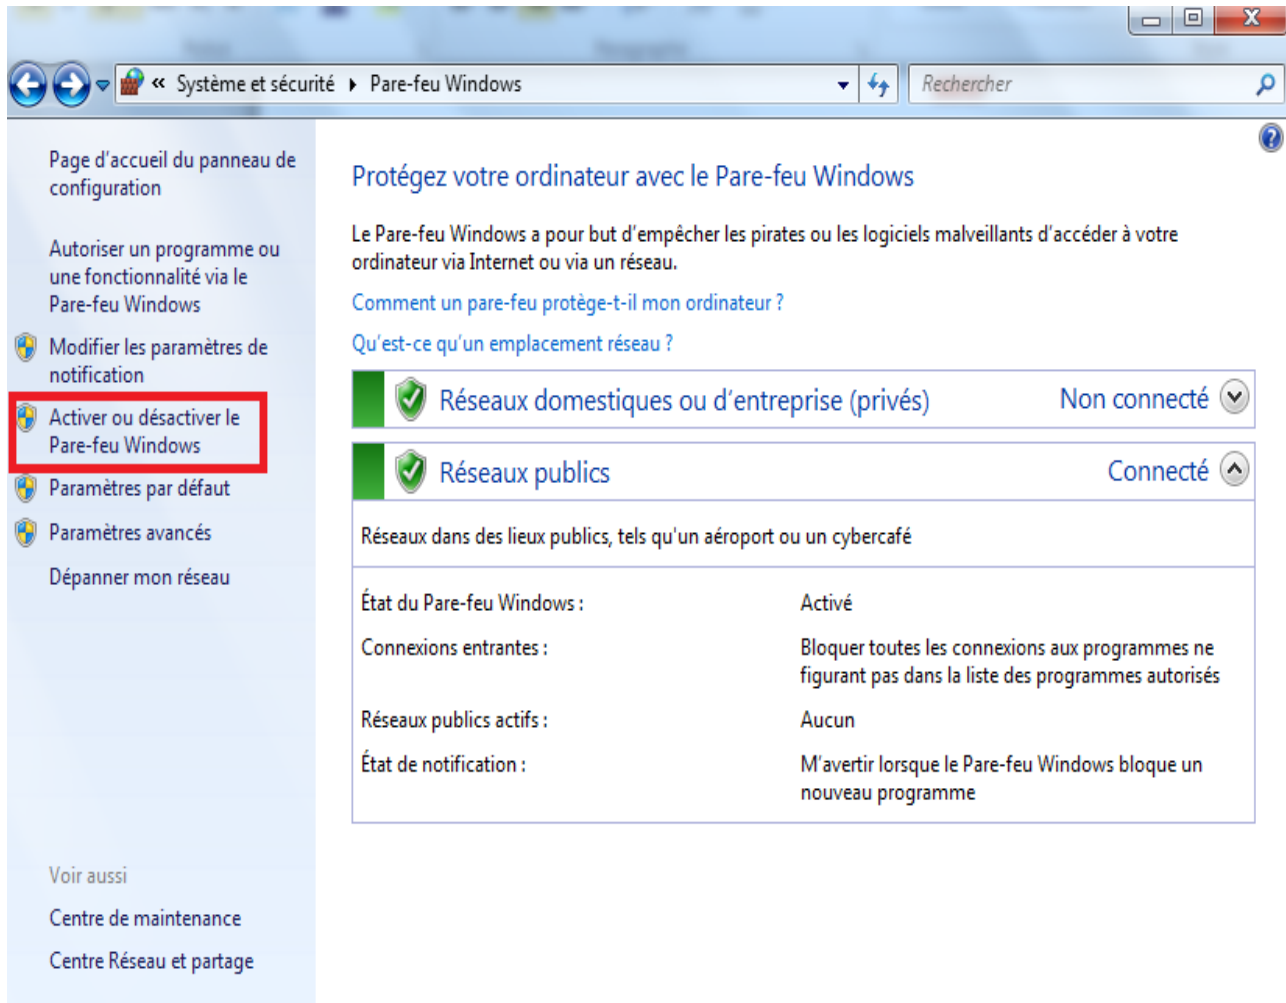 « Système et sécurité ▸ Pare-feu Windows
Rechercher
Page d'accueil du panneau de
configuration
Autoriser un programme ou
une fonctionnalité via le
Pare-feu Windows
Modifier les paramètres de
notification
Activer ou désactiver le
Pare-feu Windows
Paramètres par défaut
Paramètres avancés
Dépanner mon réseau
Voir aussi
Centre de maintenance
Centre Réseau et partage
Protégez votre ordinateur avec le Pare-feu Windows
Le Pare-feu Windows a pour but d'empêcher les pirates ou les logiciels malveillants d'accéder à votre
ordinateur via Internet ou via un réseau.
Comment un pare-feu protège-t-il mon ordinateur ?
Qu'est-ce qu'un emplacement réseau ?
Réseaux domestiques ou d'entreprise (privés) Non connecté
Réseaux publics Connecté
Réseaux dans des lieux publics, tels qu'un aéroport ou un cybercafé
État du Pare-feu Windows : Activé
Connexions entrantes : Bloquer toutes les connexions aux programmes ne
figurant pas dans la liste des programmes autorisés
Réseaux publics actifs : Aucun
État de notification : M'avertir lorsque le Pare-feu Windows bloque un
nouveau programme